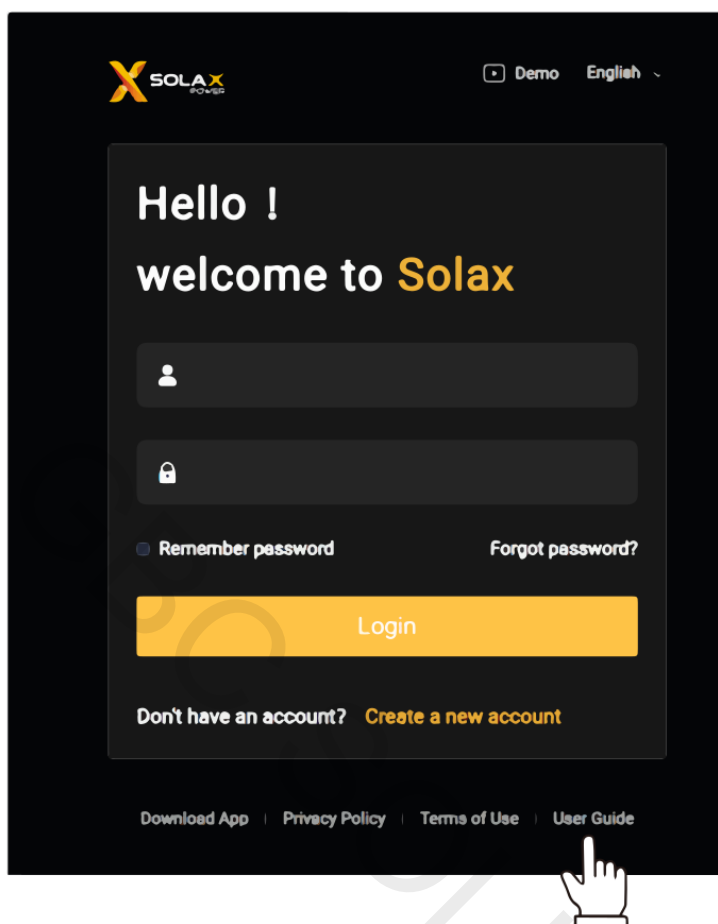 SOLAX
POWER
Demo English
Hello !
welcome to Solax
Remember password Forgot password?
Login
Don't have an account? Create a new account
Download App | Privacy Policy | Terms of Use | User Guide